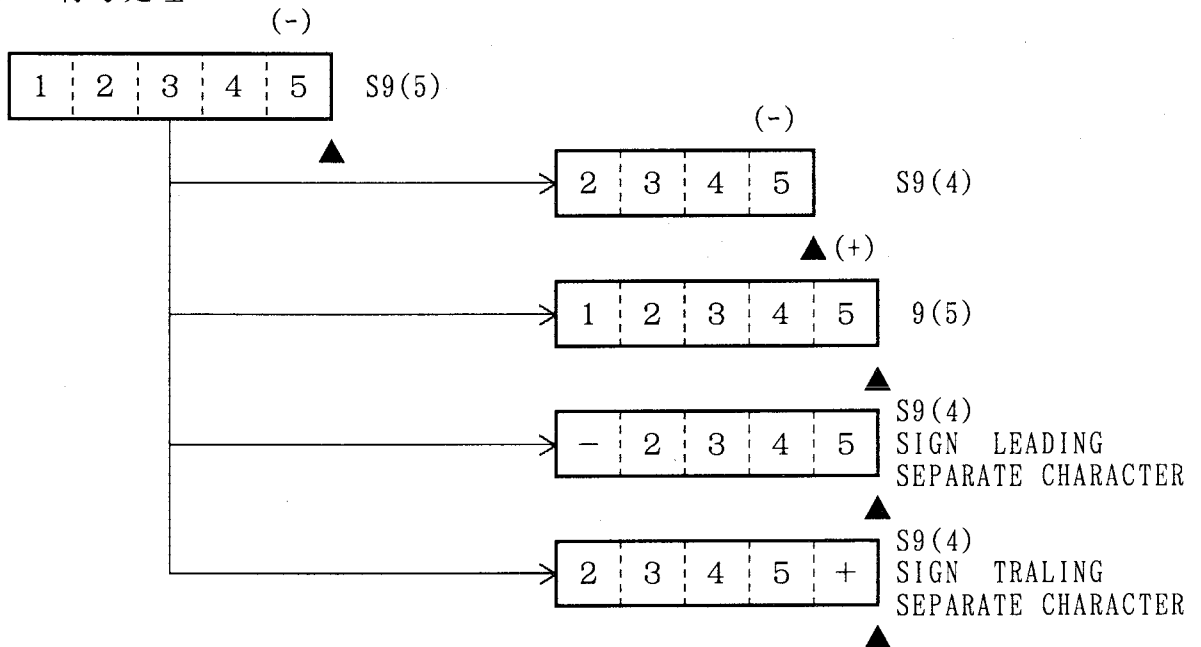 (-)
1 2 3 4 5 S9(5)
(-)
2 3 4 5 S9(4)
(+)
1 2 3 4 5 9(5)
S9(4)
- 2 3 4 5 SIGN LEADING
SEPARATE CHARACTER
S9(4)
2 3 4 5 + SIGN TRALING
SEPARATE CHARACTER